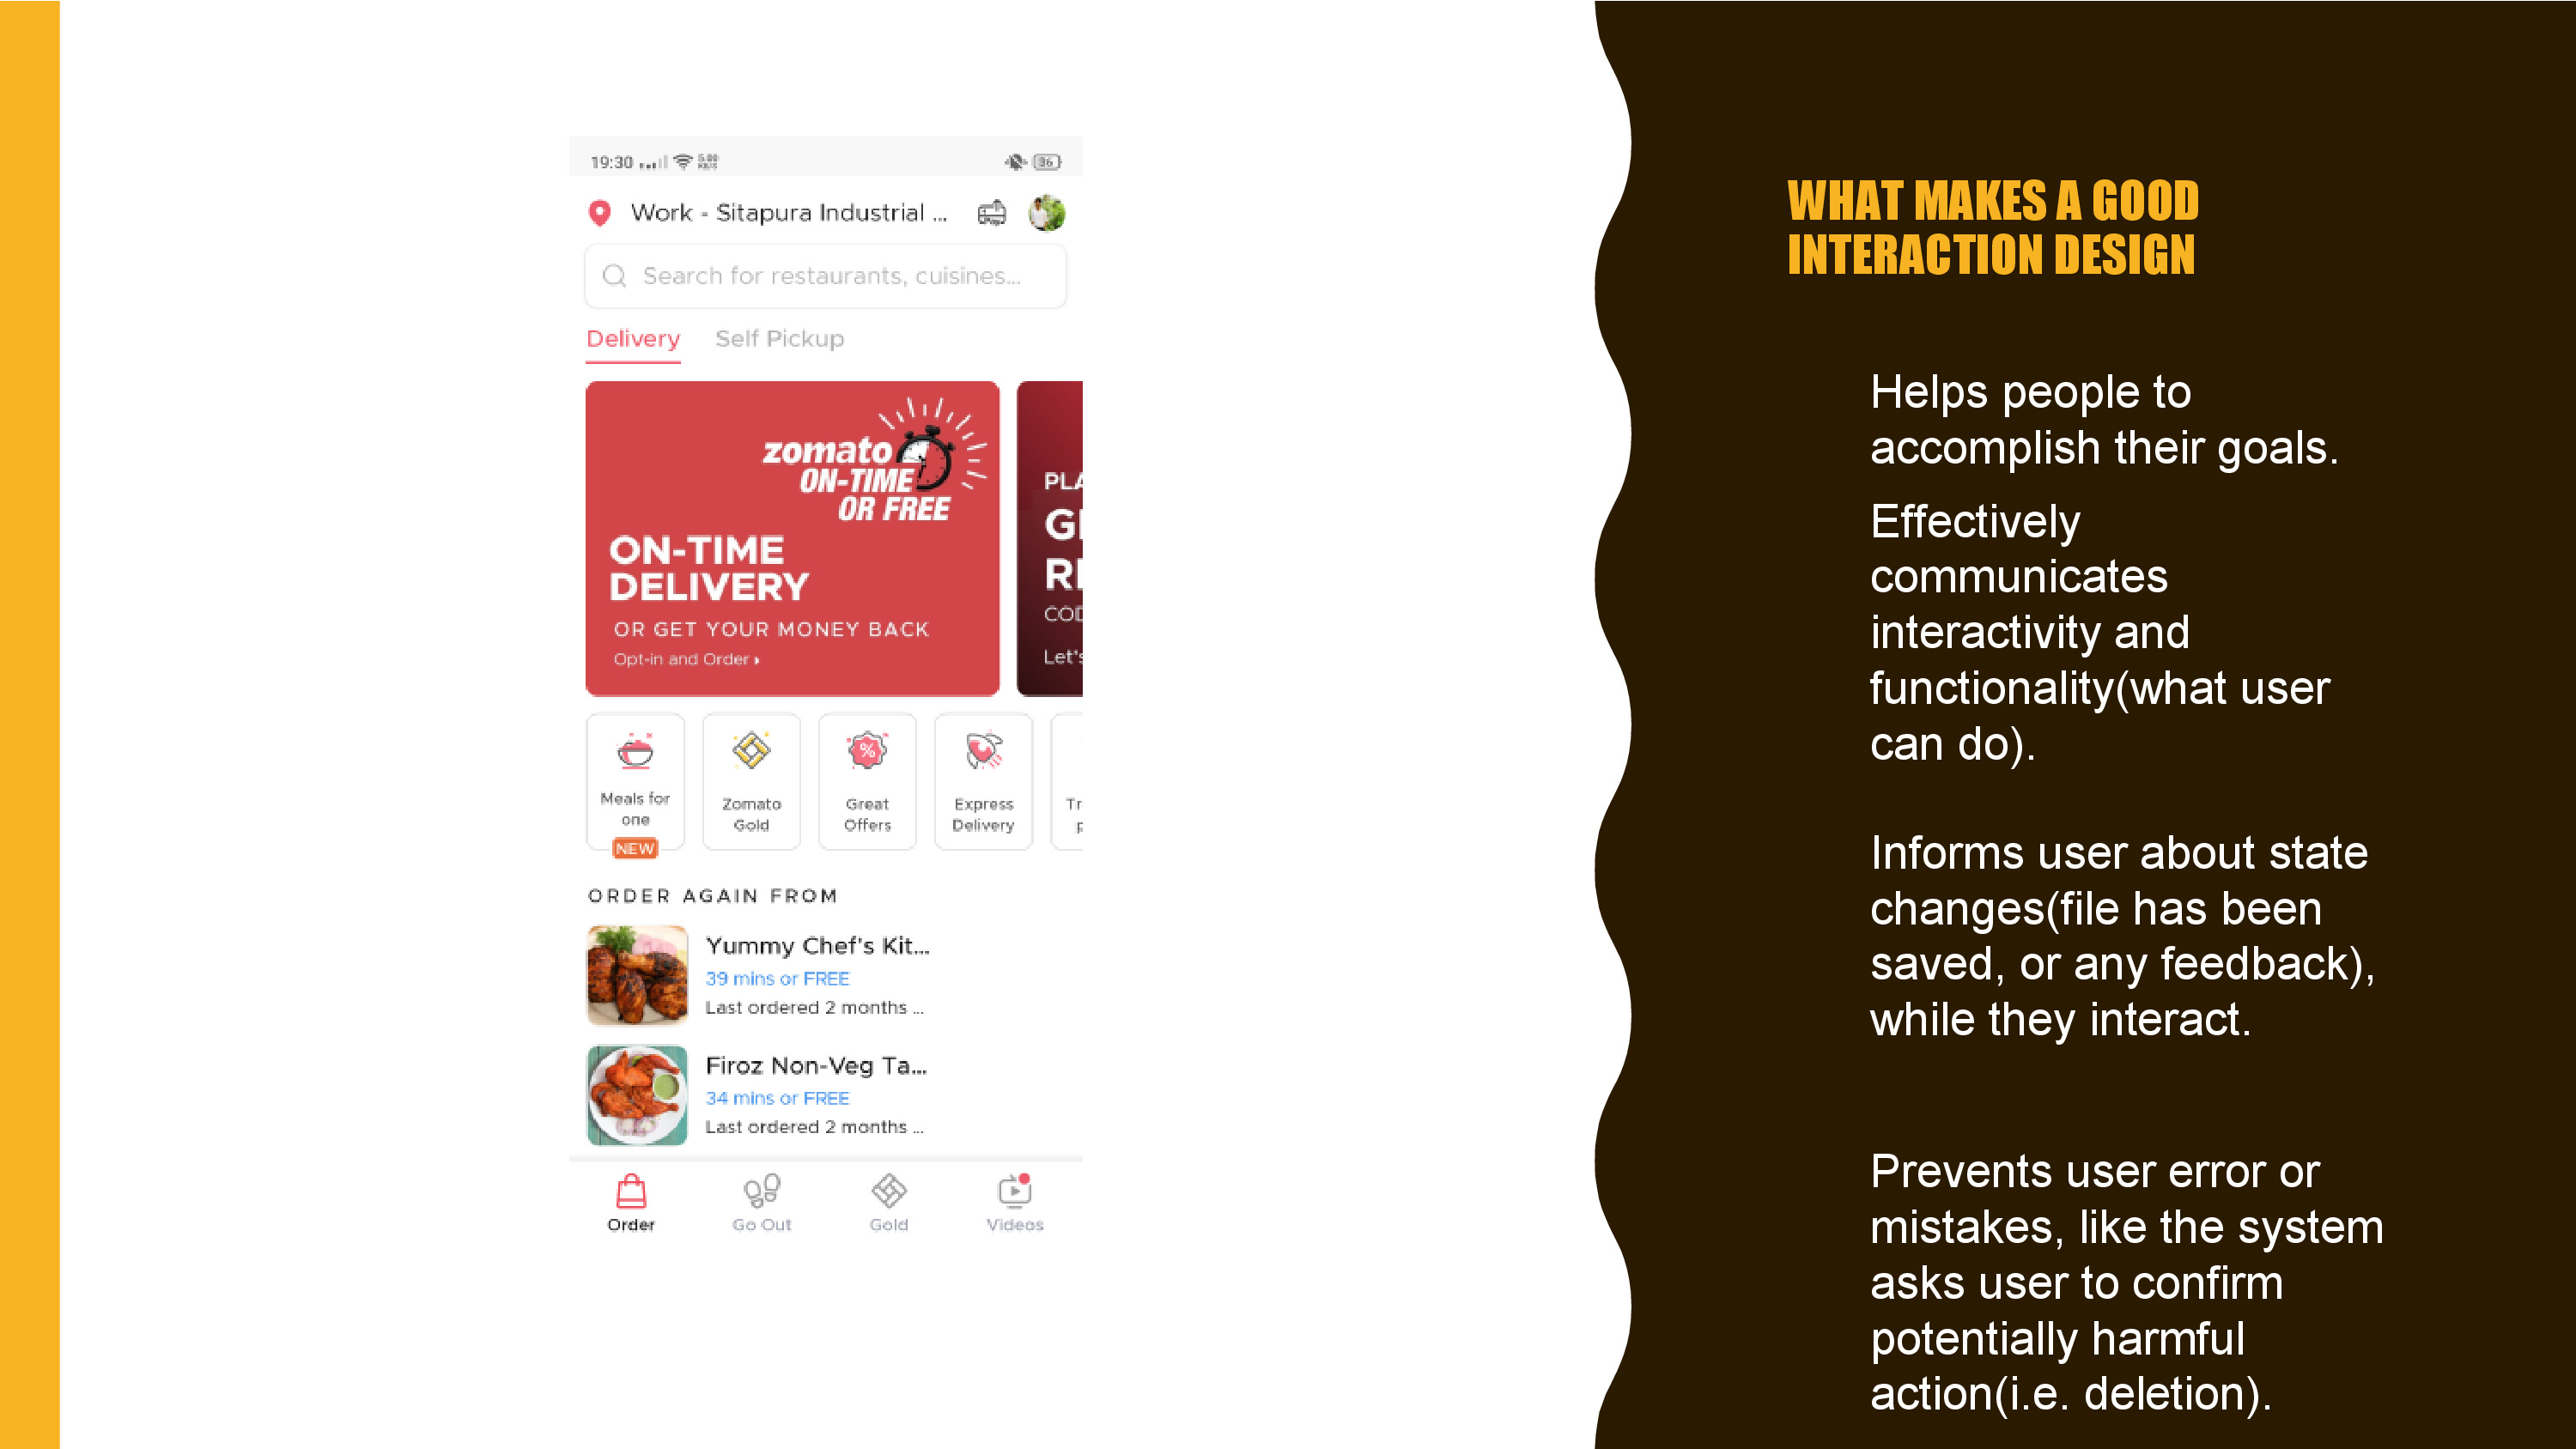 19:30
5.00
KB/S
86
Work - Sitapura Industrial ...
Search for restaurants, cuisines...
Delivery
Self Pickup
zomato
ON-TIME
OR FREE
ON-TIME
DELIVERY
OR GET YOUR MONEY BACK
Opt-in and Order
COD
Let's
Meals for
one
NEW
Zomato
Gold
Great
Offers
Express
Delivery
ORDER AGAIN FROM
Yummy Chef's Kit...
39 mins or FREE
Last ordered 2 months ...
Firoz Non-Veg Ta...
34 mins or FREE
Last ordered 2 months ...
Order
Go Out
Gold
Videos
WHAT MAKES A GOOD
INTERACTION DESIGN
Helps people to
accomplish their goals.
Effectively
communicates
interactivity and
functionality(what user
can do).
Informs user about state
changes(file has been
saved, or any feedback),
while they interact.
Prevents user error or
mistakes, like the system
asks user to confirm
potentially harmful
action(i.e. deletion).